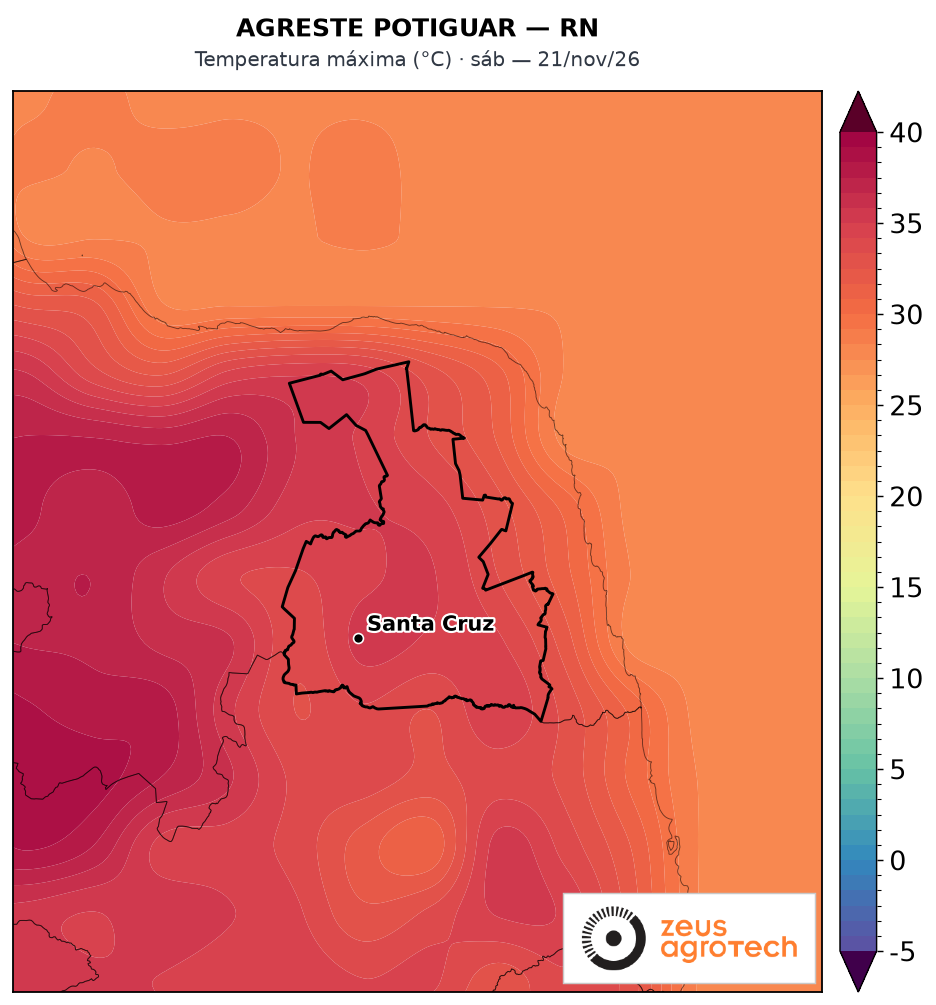 AGRESTE POTIGUAR — RN
Temperatura máxima (°C) · sáb — 21/nov/26
40
35
30
25
20
15
10
5
0
-5
Santa Cruz
zeus
agrotech